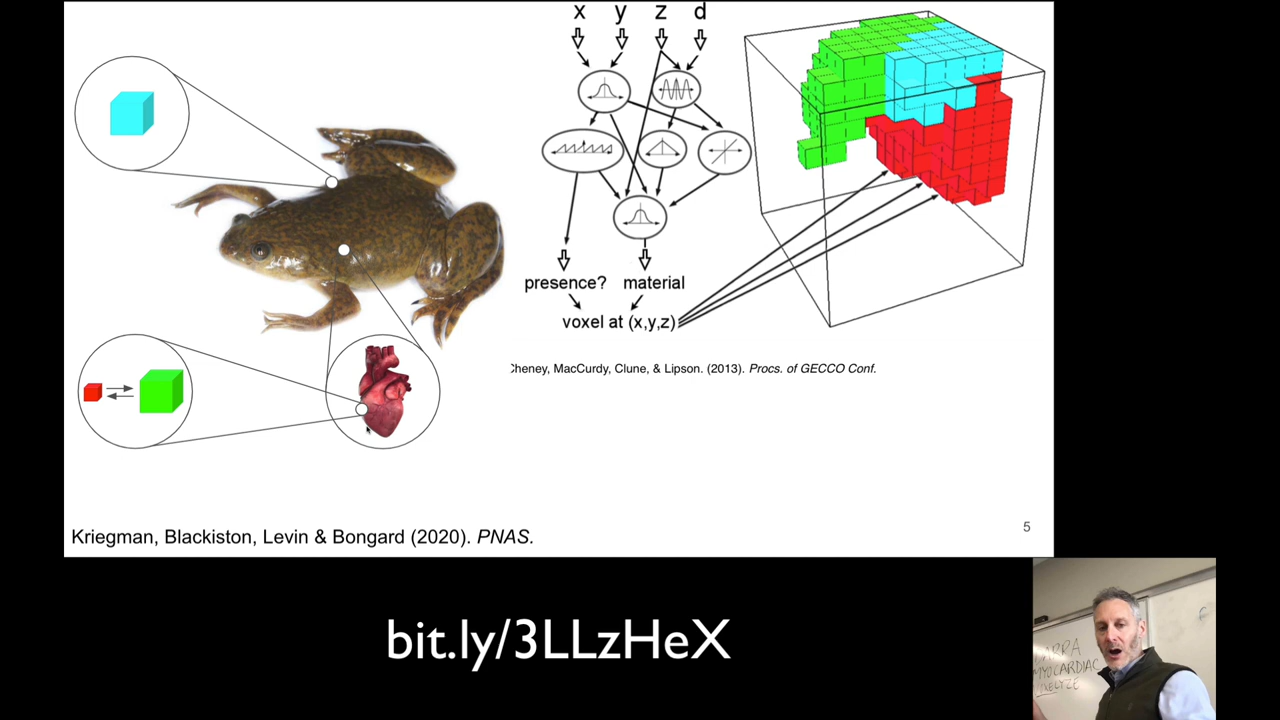 x y z d
presence? material
voxel at (x,y,z)
Cheney, MacCurdy, Clune, & Lipson. (2013). Procs. of GECCO Conf.
Kriegman, Blackiston, Levin & Bongard (2020). PNAS.
5
bit.ly/3LLzHeX
MYOCARDIAC